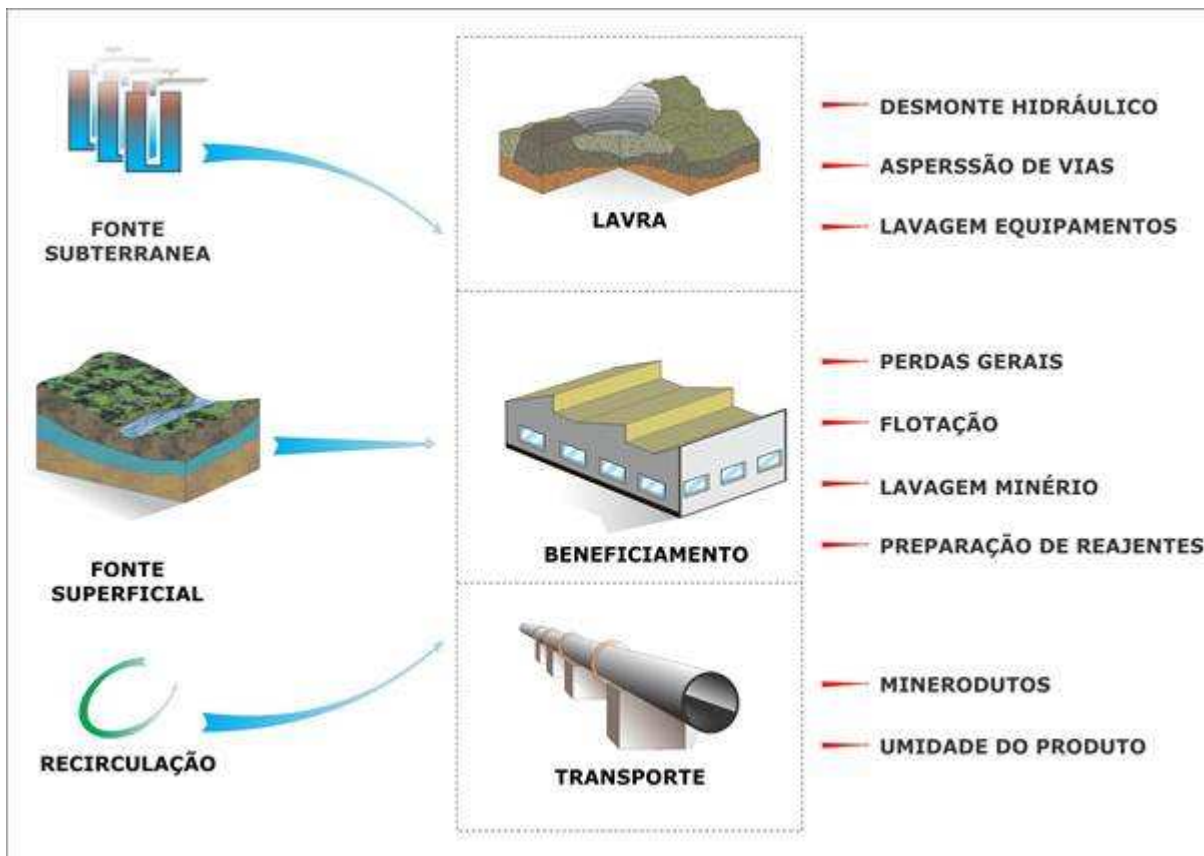 FONTE
SUBTERRANEA
FONTE
SUPERFICIAL
RECIRCULAÇÃO
LAVRA
BENEFICIAMENTO
TRANSPORTE
DESMONTE HIDRÁULICO
ASPERSSÃO DE VIAS
LAVAGEM EQUIPAMENTOS
PERDAS GERAIS
FLOTAÇÃO
LAVAGEM MINÉRIO
PREPARAÇÃO DE REAJENTES
MINERODUTOS
UMIDADE DO PRODUTO